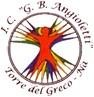 I.C. "G.B. Angioletti"
Torre del Greco - Na